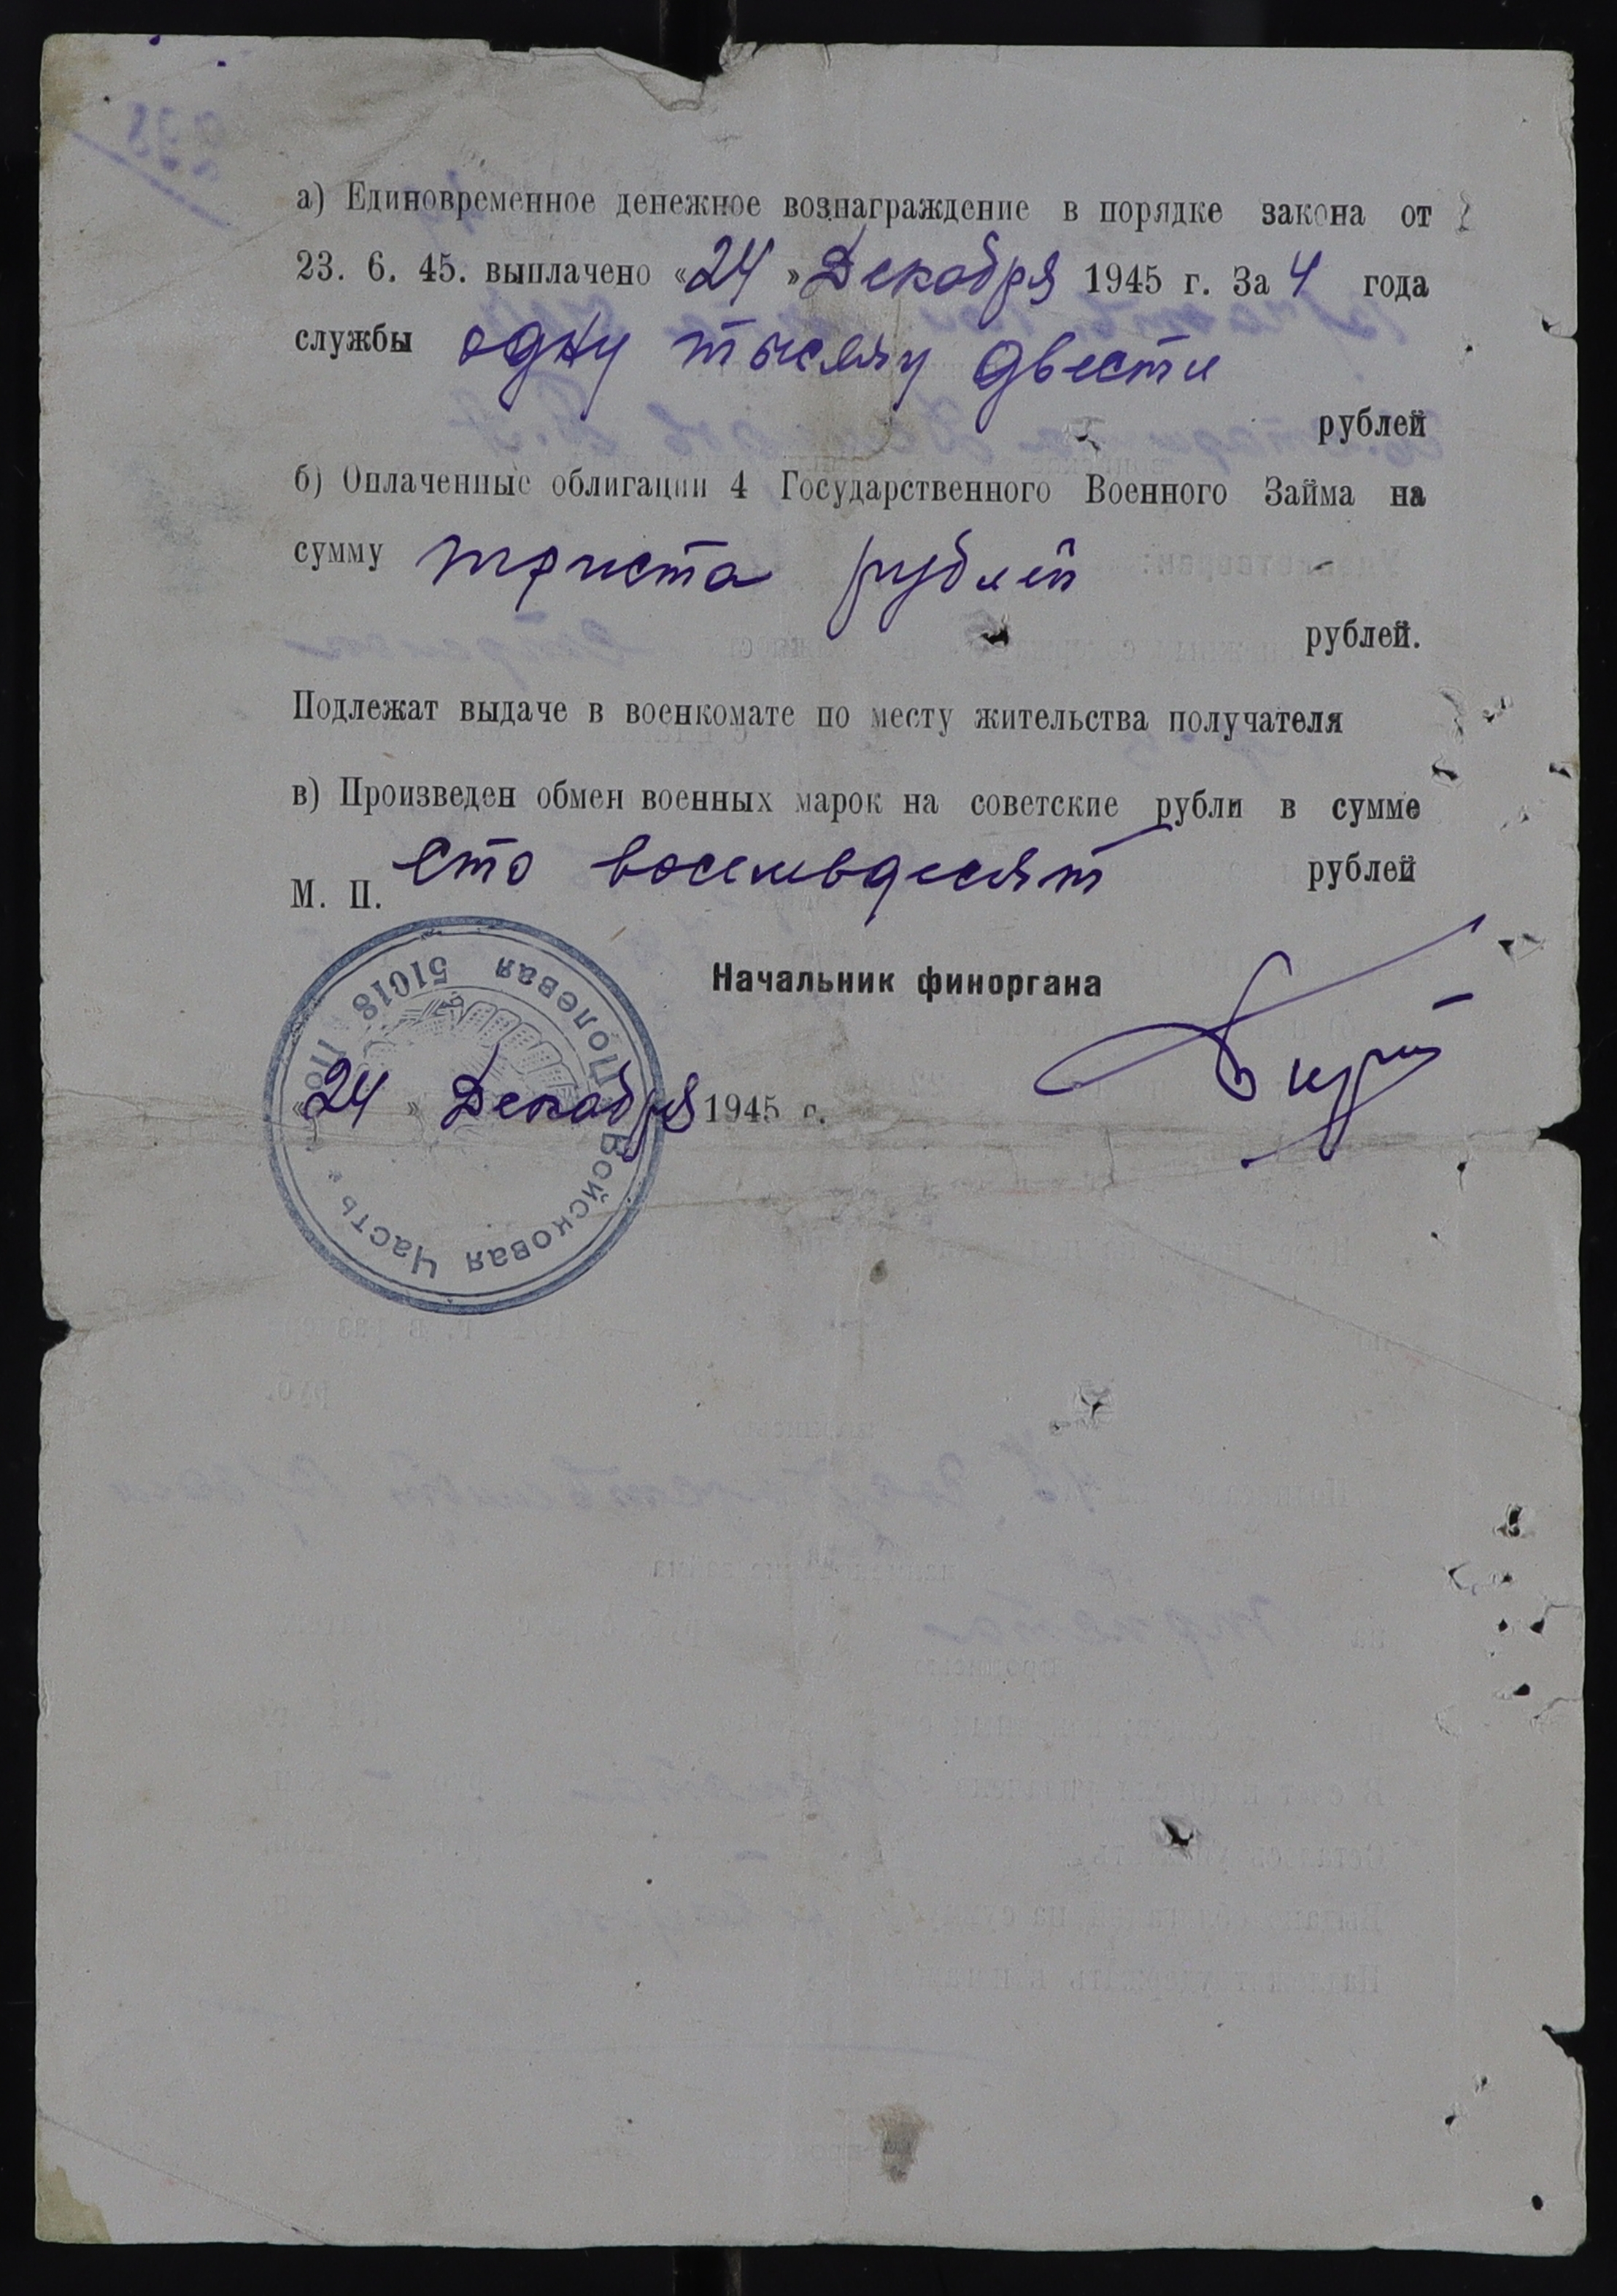 а) Единовременное денежное вознаграждение в порядке закона от
23. 6. 45. выплачено «24» Декабря 1945 г. За 4 года
службы одну тысячу двести
рублей
б) Оплаченные облигации 4 Государственного Военного Займа на
сумму триста рублей
рублей.
Подлежат выдаче в военкомате по месту жительства получателя
в) Произведен обмен военных марок на советские рубли в сумме
сто восемьдесят рублей
М. П.
Начальник финоргана
«24» Декабря 1945 г.
Войсковая Часть
Полевая
51018